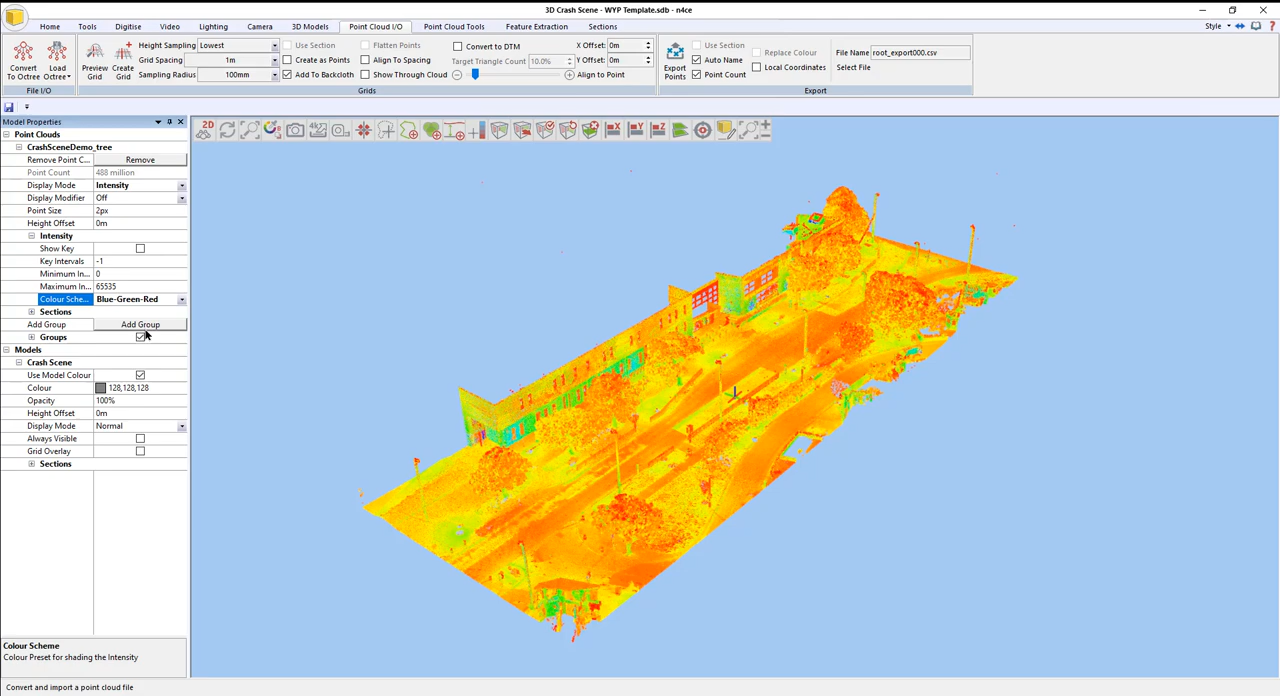 3D Crash Scene - WYP Template.sdb - n4ce
Home Tools Digitise Video Lighting Camera 3D Models Point Cloud I/O Point Cloud Tools Feature Extraction Sections Style
Height Sampling Lowest Use Section Flatten Points Convert to DTM X Offset: 0m Use Section Replace Colour File Name root_export000.csv
Convert To Octree Load Octree Preview Grid Create Grid Grid Spacing 1m Create as Points Align To Spacing Target Triangle Count 10.0% Y Offset: 0m Export Points Auto Name Local Coordinates Select File
Sampling Radius 100mm Add To Backcloth Show Through Cloud Align to Point Point Count
File I/O Grids Export
Model Properties
Point Clouds
CrashSceneDemo_tree
Remove Point C... Remove
Point Count 488 million
Display Mode Intensity
Display Modifier Off
Point Size 2px
Height Offset 0m
Intensity
Show Key
Key Intervals -1
Minimum In... 0
Maximum In... 65535
Colour Sche... Blue-Green-Red
Sections
Add Group Add Group
Groups
Models
Crash Scene
Use Model Colour
Colour 128,128,128
Opacity 100%
Height Offset 0m
Display Mode Normal
Always Visible
Grid Overlay
Sections
2D
X Y Z
Colour Scheme
Colour Preset for shading the Intensity
Convert and import a point cloud file